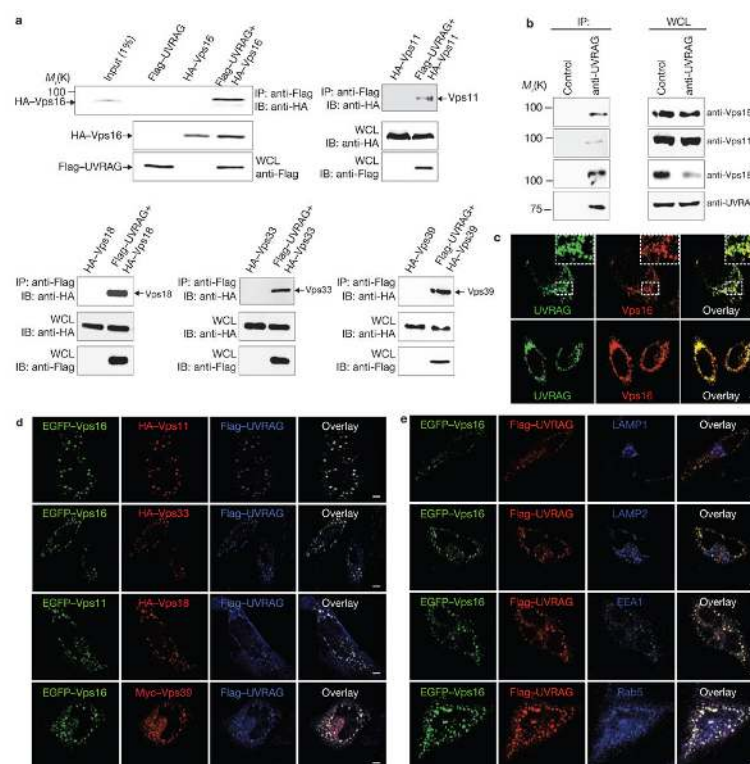 a
Input (1%)
Flag–UVRAG
HA–Vps16
Flag–UVRAG+
HA–Vps16
Mr(K)
100
HA–Vps16
IP: anti-Flag
IB: anti-HA
HA–Vps16
Flag–UVRAG
WCL
anti-Flag
HA–Vps11
Flag–UVRAG+
HA–Vps11
IP: anti-Flag
IB: anti-HA
Vps11
WCL
IB: anti-HA
WCL
IB: anti-Flag
HA–Vps18
Flag–UVRAG+
HA–Vps18
IP: anti-Flag
IB: anti-HA
Vps18
WCL
IB: anti-HA
WCL
IB: anti-Flag
HA–Vps33
Flag–UVRAG+
HA–Vps33
IP: anti-Flag
IB: anti-HA
Vps33
WCL
IB: anti-HA
WCL
IB: anti-Flag
HA–Vps39
Flag–UVRAG+
HA–Vps39
IP: anti-Flag
IB: anti-HA
Vps39
WCL
IB: anti-HA
WCL
IB: anti-Flag
b
IP:
WCL
Control
anti-UVRAG
Control
anti-UVRAG
Mr(K)
100
100
100
75
anti-Vps11
anti-UVRA
c
UVRAG
Vps16
Overlay
UVRAG
Vps16
Overlay
d
EGFP–Vps16
HA–Vps11
Flag–UVRAG
Overlay
EGFP–Vps16
HA–Vps33
Flag–UVRAG
Overlay
EGFP–Vps11
HA–Vps18
Flag–UVRAG
Overlay
EGFP–Vps16
Myc–Vps39
Flag–UVRAG
Overlay
e
EGFP–Vps16
Flag–UVRAG
LAMP1
Overlay
EGFP–Vps16
Flag–UVRAG
LAMP2
Overlay
EGFP–Vps16
Flag–UVRAG
EEA1
Overlay
EGFP–Vps16
Flag–UVRAG
Rab5
Overlay